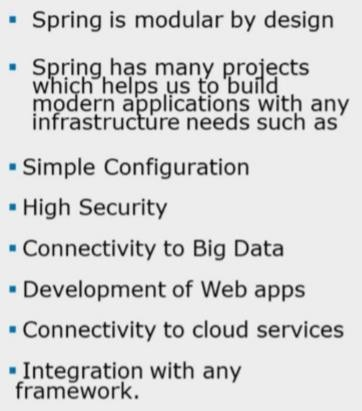 ▪ Spring is modular by design
▪ Spring has many projects
which helps us to build
modern applications with any
infrastructure needs such as
▪ Simple Configuration
▪ High Security
▪ Connectivity to Big Data
▪ Development of Web apps
▪ Connectivity to cloud services
▪ Integration with any
framework.